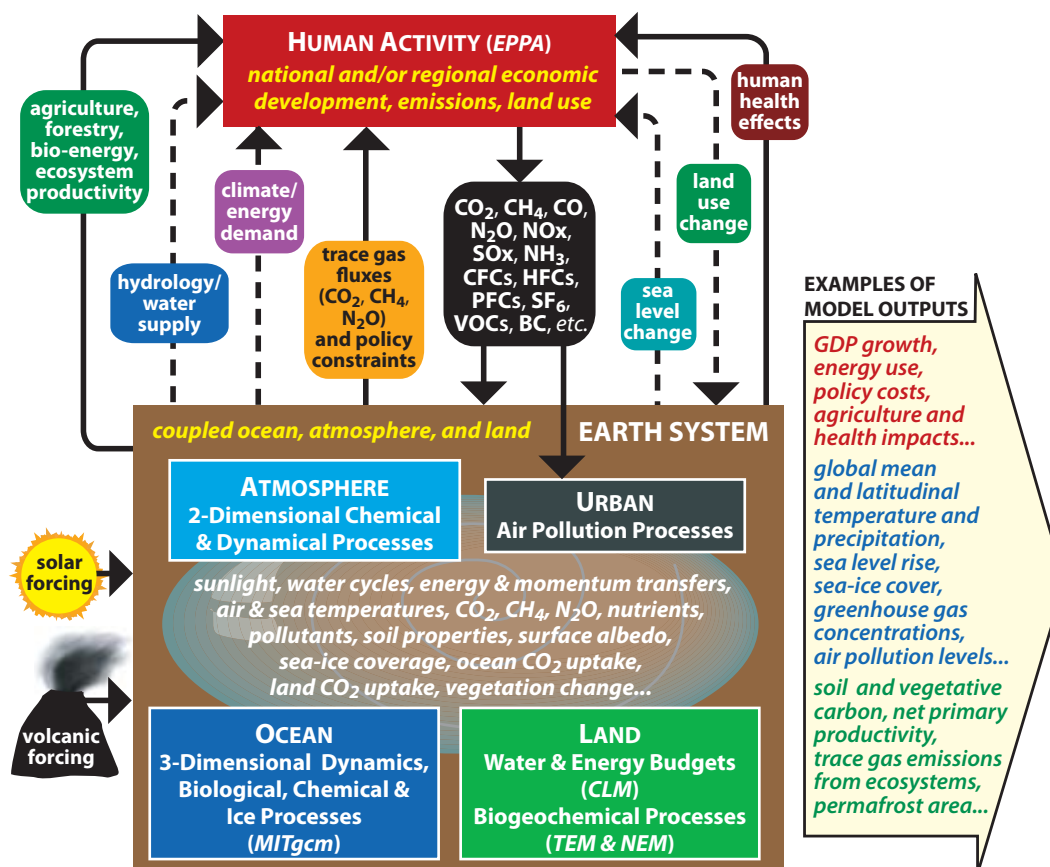 HUMAN ACTIVITY (EPPA)
national and/or regional economic
development, emissions, land use
agriculture,
forestry,
bio-energy,
ecosystem
productivity
hydrology/
water
supply
climate/
energy
demand
trace gas
fluxes
(CO₂, CH₄,
N₂O)
and policy
constraints
CO₂, CH₄, CO,
N₂O, NOx,
SOx, NH₃,
CFCs, HFCs,
PFCs, SF₆,
VOCs, BC, etc.
sea
level
change
land
use
change
human
health
effects
coupled ocean, atmosphere, and land
EARTH SYSTEM
ATMOSPHERE
2-Dimensional Chemical
& Dynamical Processes
URBAN
Air Pollution Processes
solar
forcing
volcanic
forcing
sunlight, water cycles, energy & momentum transfers,
air & sea temperatures, CO₂, CH₄, N₂O, nutrients,
pollutants, soil properties, surface albedo,
sea-ice coverage, ocean CO₂ uptake,
land CO₂ uptake, vegetation change...
OCEAN
3-Dimensional Dynamics,
Biological, Chemical &
Ice Processes
(MITgcm)
LAND
Water & Energy Budgets
(CLM)
Biogeochemical Processes
(TEM & NEM)
EXAMPLES OF
MODEL OUTPUTS
GDP growth,
energy use,
policy costs,
agriculture and
health impacts...
global mean
and latitudinal
temperature and
precipitation,
sea level rise,
sea-ice cover,
greenhouse gas
concentrations,
air pollution levels...
soil and vegetative
carbon, net primary
productivity,
trace gas emissions
from ecosystems,
permafrost area...